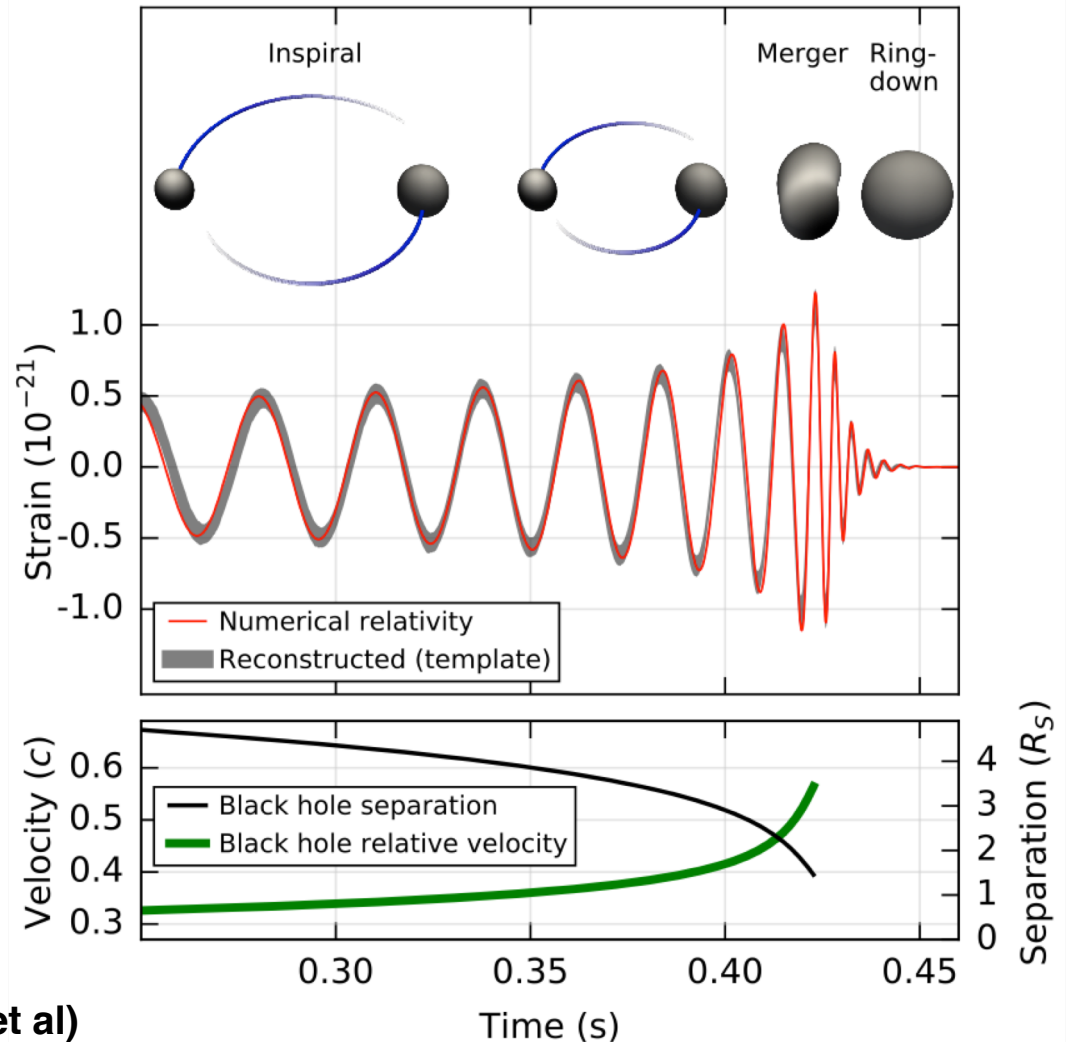 Inspiral
Merger
Ring-
down
Strain (10⁻²¹)
1.0
0.5
0.0
-0.5
-1.0
Numerical relativity
Reconstructed (template)
Velocity (c)
0.6
0.5
0.4
0.3
Black hole separation
Black hole relative velocity
4
3
2
1
0
Separation (R_S)
0.30
0.35
0.40
0.45
Time (s)
et al)